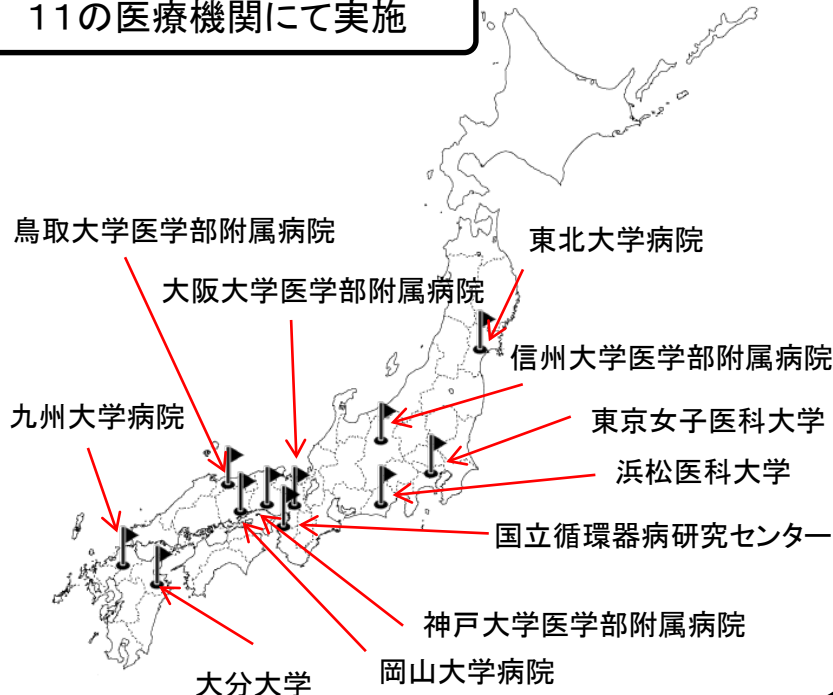 11の医療機関にて実施
鳥取大学医学部附属病院
東北大学病院
大阪大学医学部附属病院
信州大学医学部附属病院
九州大学病院
東京女子医科大学
浜松医科大学
国立循環器病研究センター
神戸大学医学部附属病院
岡山大学病院
大分大学